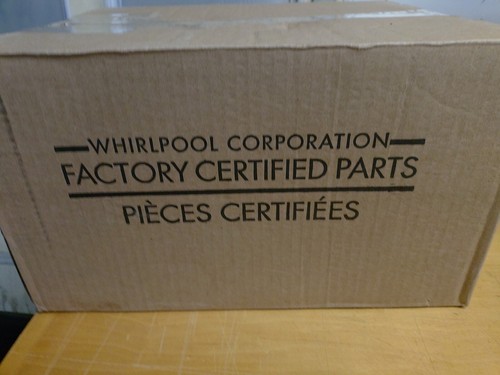 WHIRLPOOL CORPORATION
FACTORY CERTIFIED PARTS
PIÈCES CERTIFIÉES